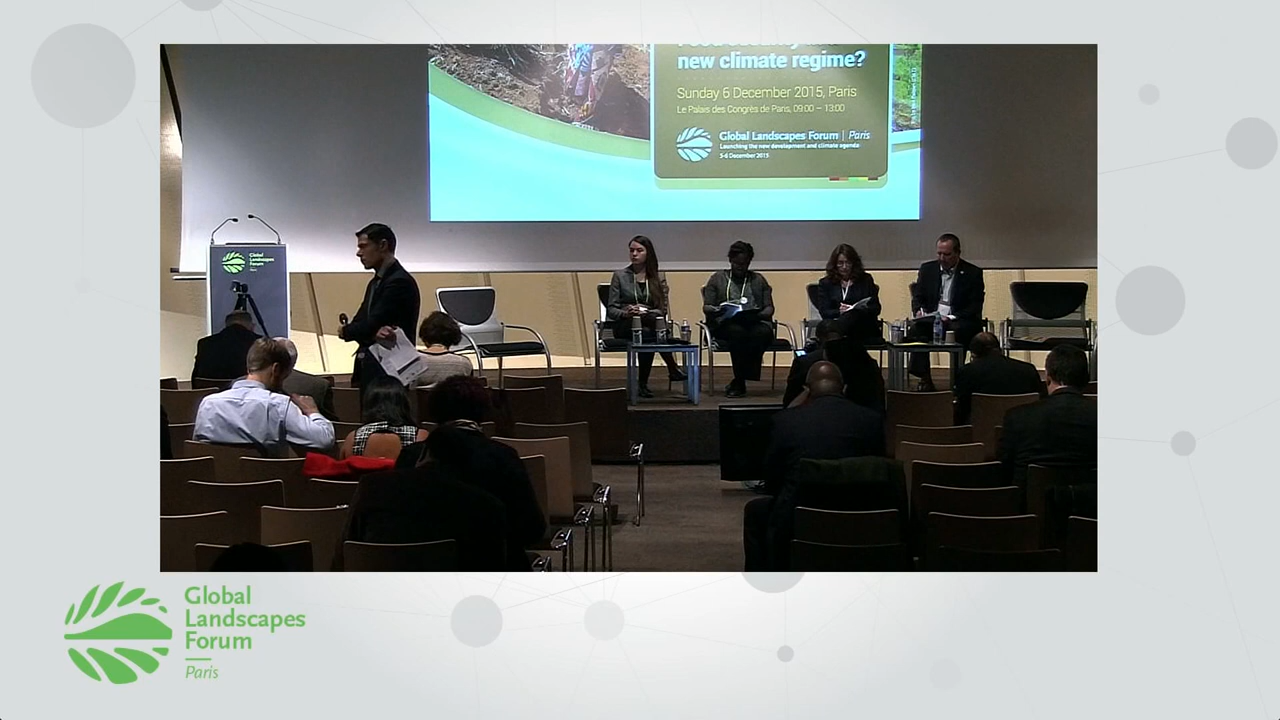 new climate regime?
Sunday 6 December 2015, Paris
Le Palais des Congrès de Paris, 09:00 – 13:00
Global Landscapes Forum | Paris
Launching the new development and climate agenda
5-6 December 2015
Global
Landscapes
Forum
Paris
Global
Landscapes
Forum
Paris